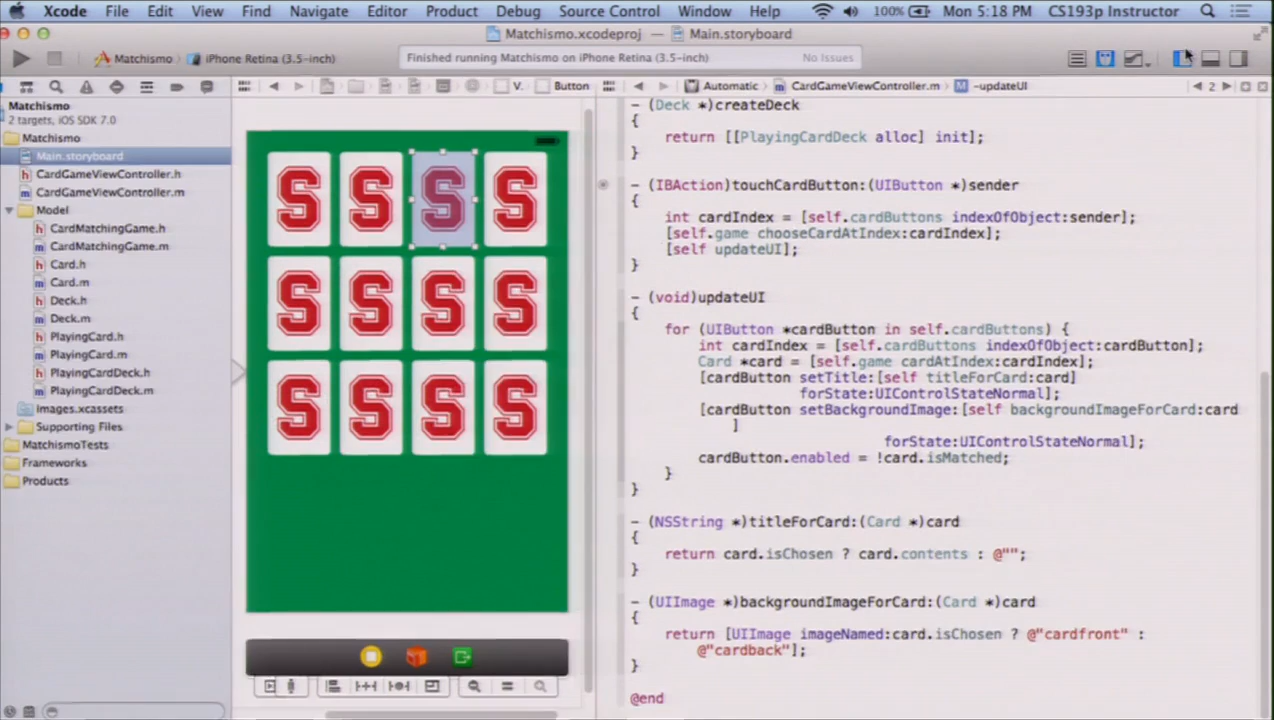 Xcode File Edit View Find Navigate Editor Product Debug Source Control Window Help 100% Mon 5:18 PM CS193p Instructor
Matchismo.xcodeproj — Main.storyboard
Matchismo iPhone Retina (3.5-inch) Finished running Matchismo on iPhone Retina (3.5-inch) No Issues
V. Button Automatic CardGameViewController.m M -updateUI 2
Matchismo
2 targets, iOS SDK 7.0
Matchismo
Main.storyboard
h CardGameViewController.h
m CardGameViewController.m
Model
h CardMatchingGame.h
m CardMatchingGame.m
h Card.h
m Card.m
h Deck.h
m Deck.m
h PlayingCard.h
m PlayingCard.m
h PlayingCardDeck.h
m PlayingCardDeck.m
Images.xcassets
Supporting Files
MatchismoTests
Frameworks
Products
S S S S
S S S S
S S S S
- (Deck *)createDeck
{
return [[PlayingCardDeck alloc] init];
}
- (IBAction)touchCardButton:(UIButton *)sender
{
int cardIndex = [self.cardButtons indexOfObject:sender];
[self.game chooseCardAtIndex:cardIndex];
[self updateUI];
}
- (void)updateUI
{
for (UIButton *cardButton in self.cardButtons) {
int cardIndex = [self.cardButtons indexOfObject:cardButton];
Card *card = [self.game cardAtIndex:cardIndex];
[cardButton setTitle:[self titleForCard:card]
forState:UIControlStateNormal];
[cardButton setBackgroundImage:[self backgroundImageForCard:card
]
forState:UIControlStateNormal];
cardButton.enabled = !card.isMatched;
}
}
- (NSString *)titleForCard:(Card *)card
{
return card.isChosen ? card.contents : @"";
}
- (UIImage *)backgroundImageForCard:(Card *)card
{
return [UIImage imageNamed:card.isChosen ? @"cardfront" :
@"cardback"];
}
@end